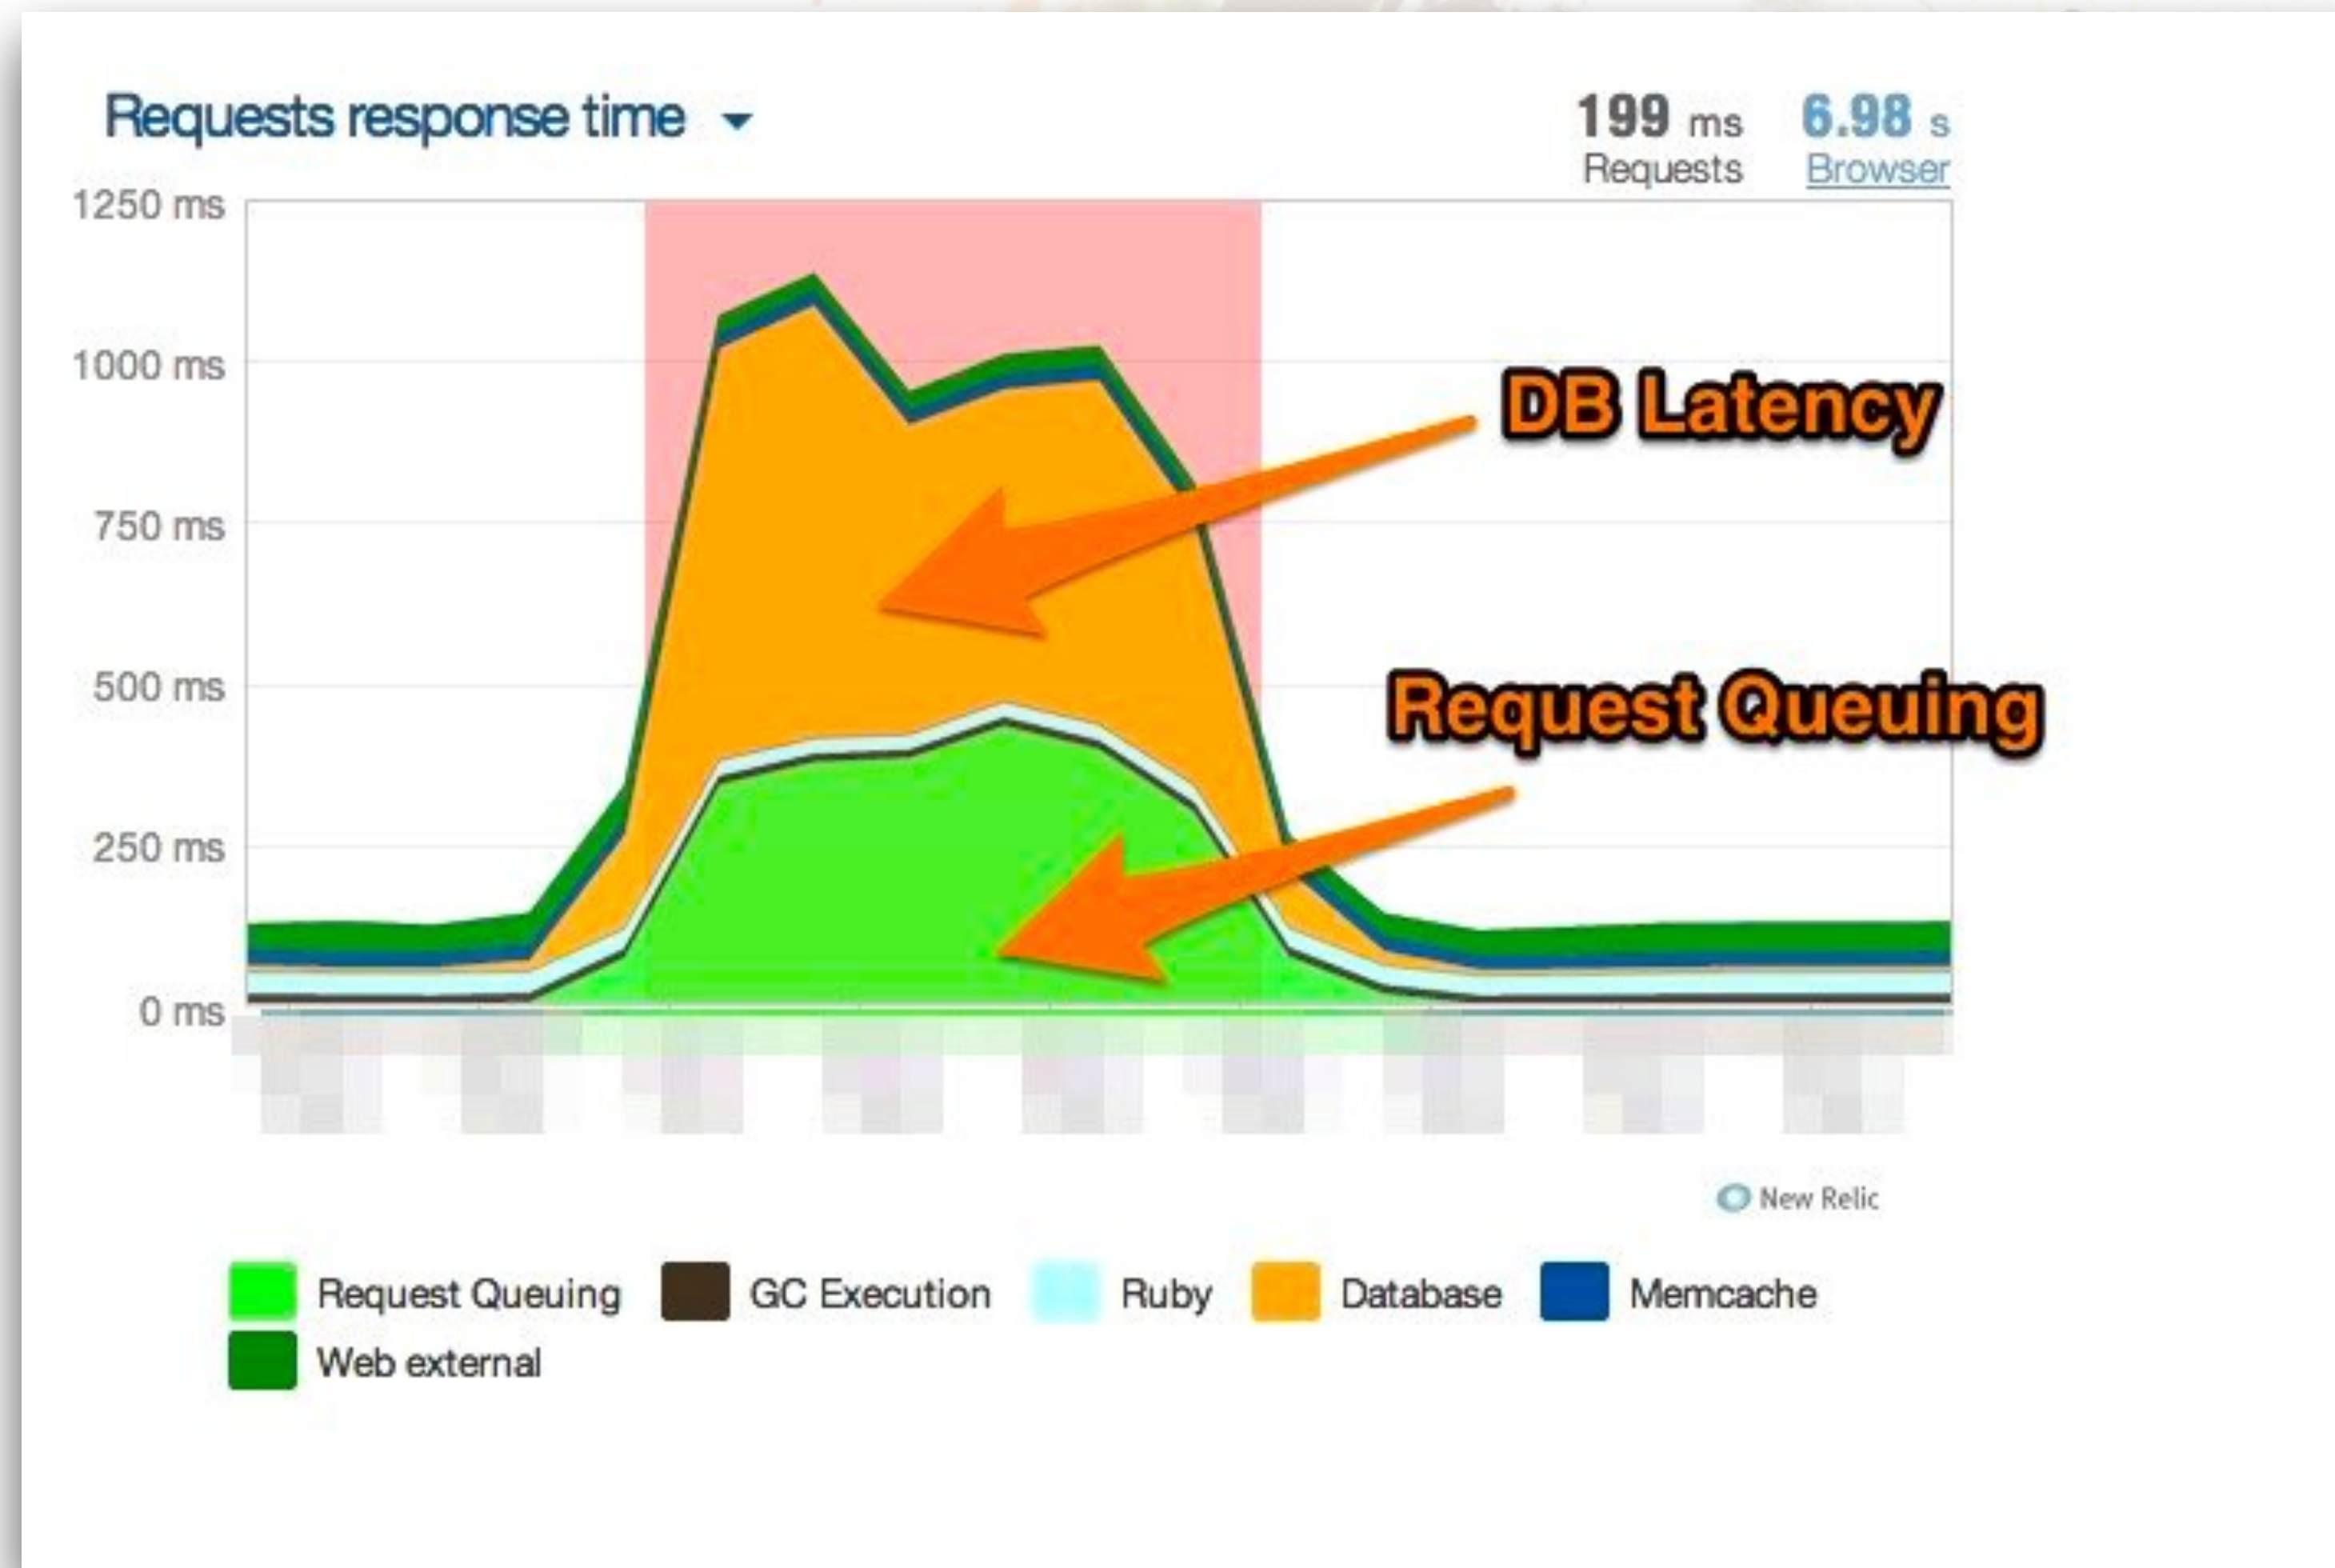 Requests response time
199 ms 6.98 s
Requests Browser
1250 ms
1000 ms
DB Latency
750 ms
500 ms
Request Queuing
250 ms
0 ms
New Relic
Request Queuing GC Execution Ruby Database Memcache
Web external